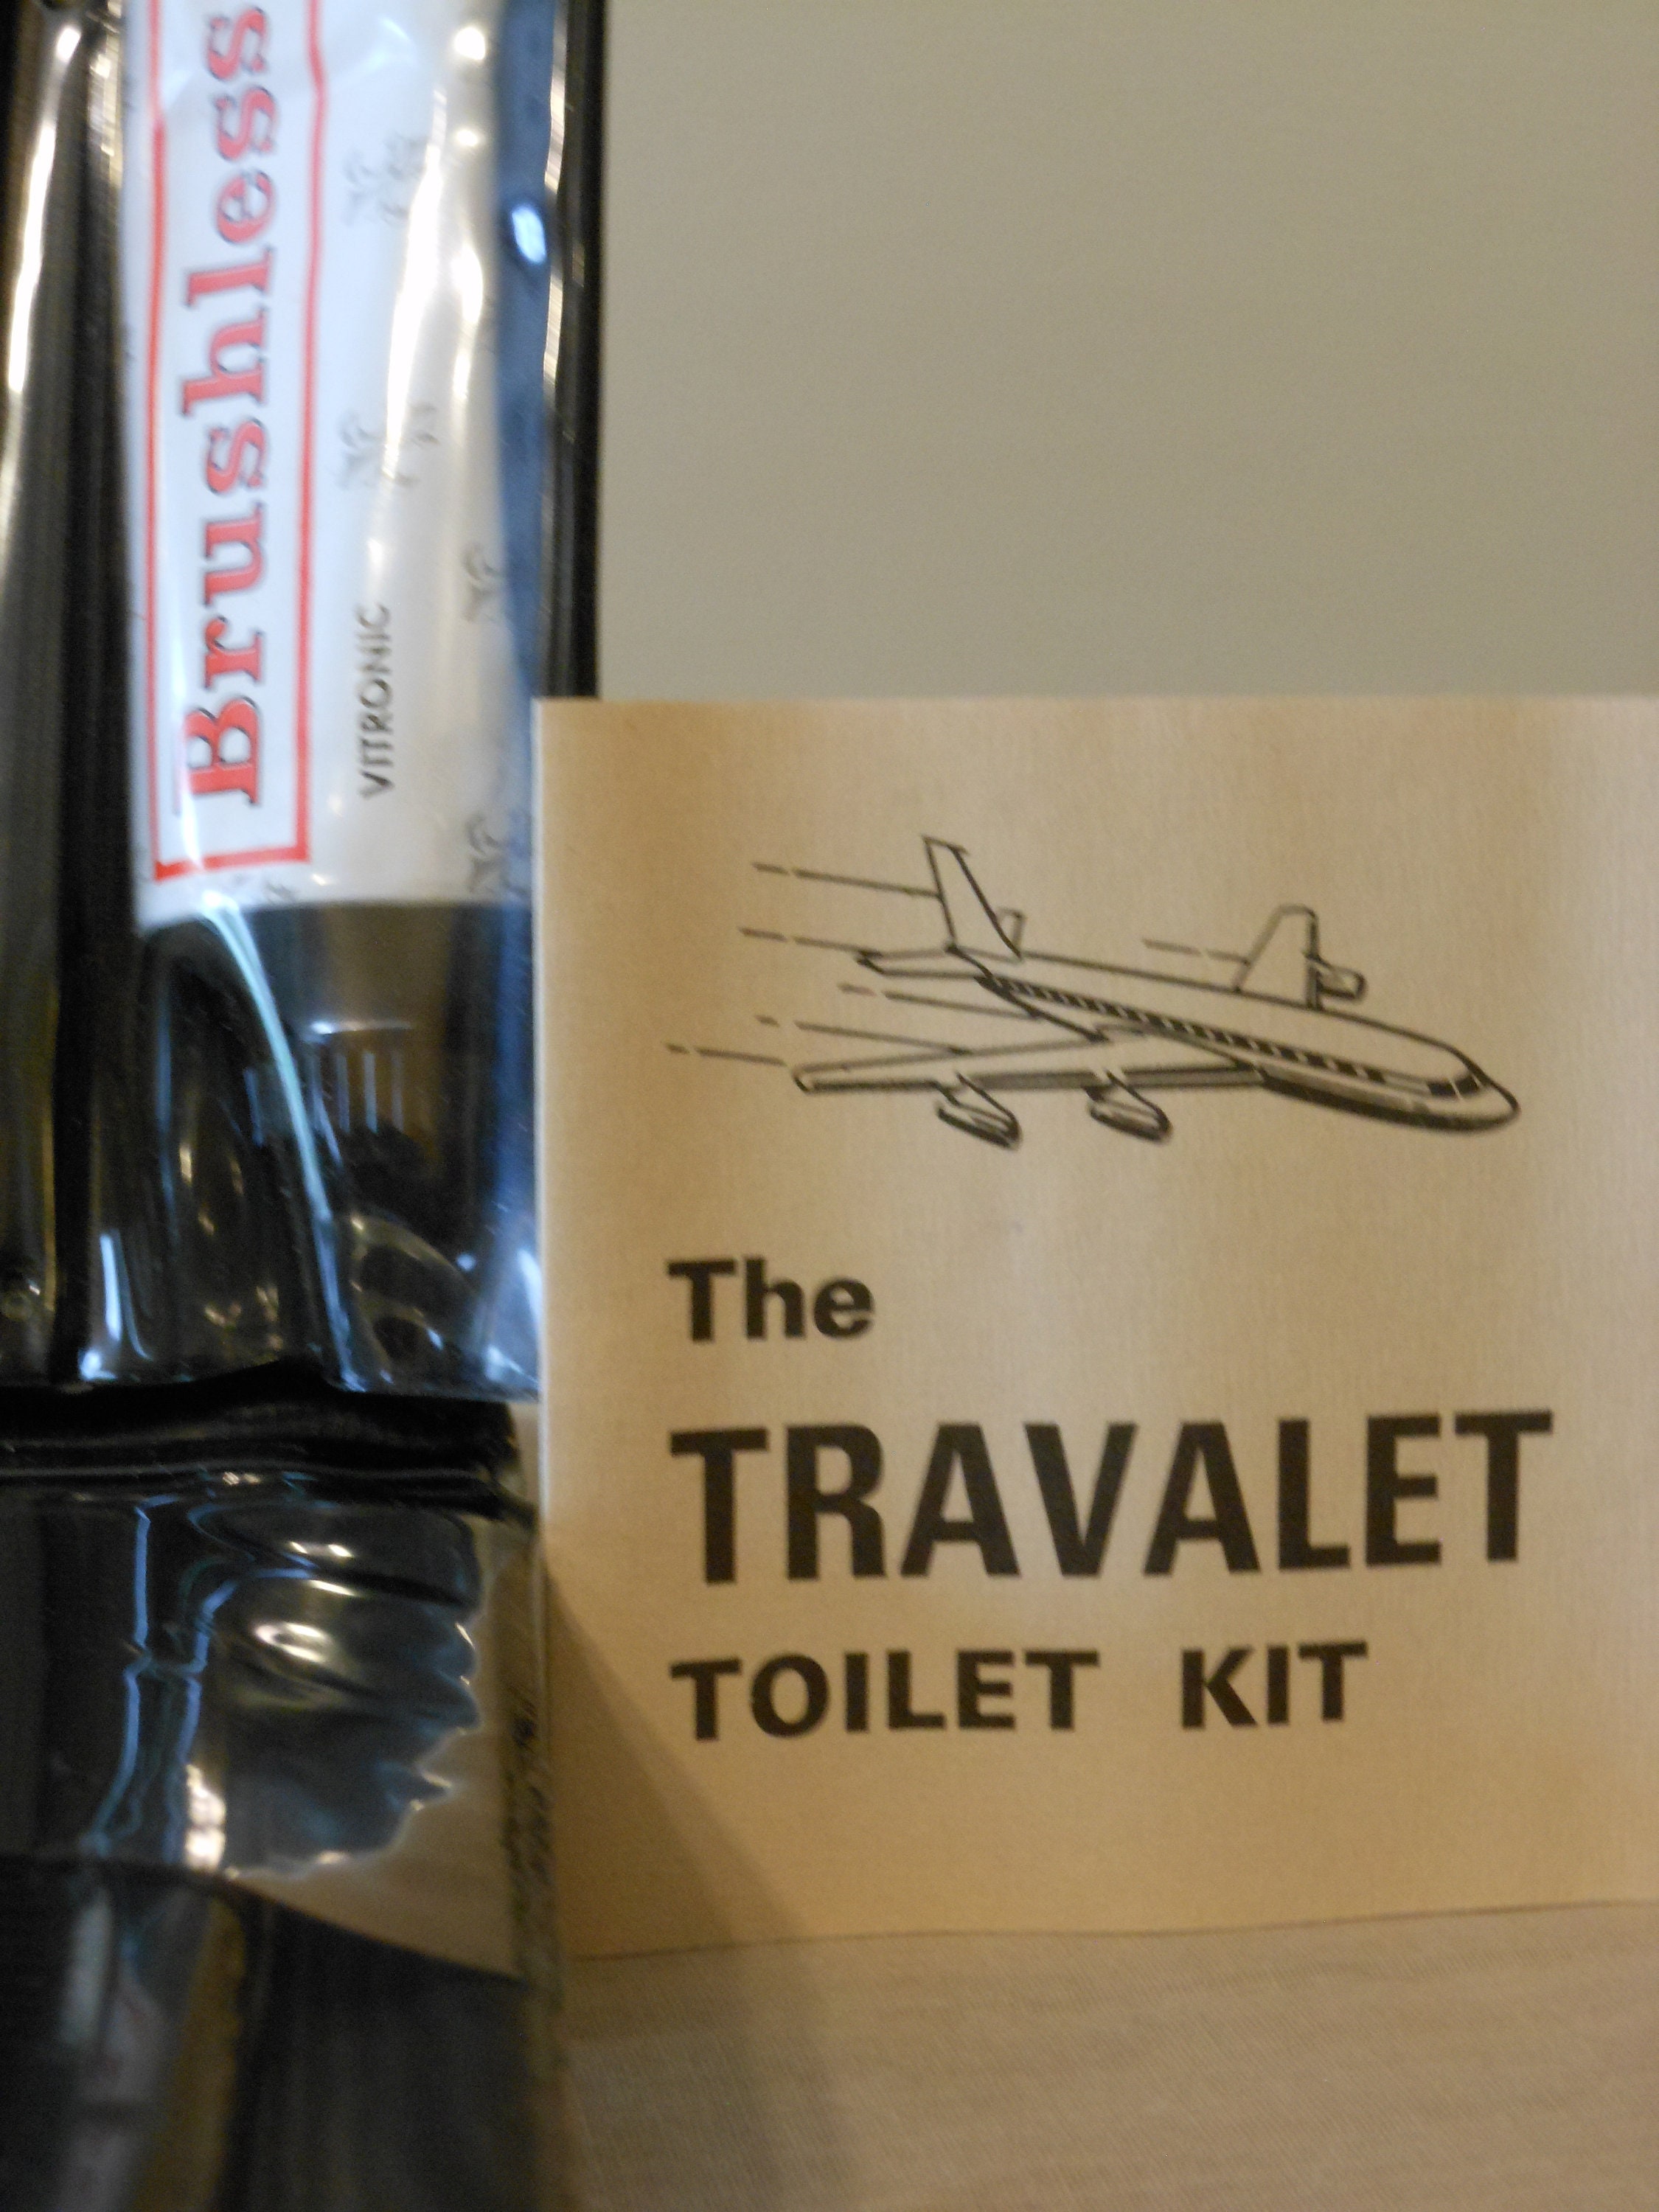 Brushless
VITRONIC
The
TRAVALET
TOILET KIT